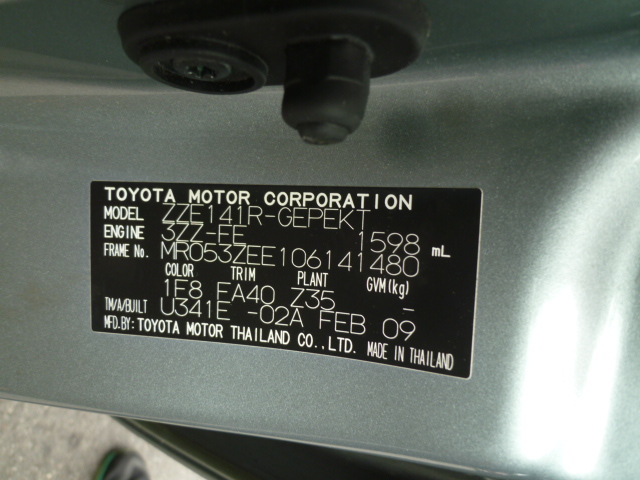 TOYOTA MOTOR CORPORATION
MODEL ZZE141R-GEPEKT
ENGINE 3ZZ-FE 1598 mL
FRAME No. MR053ZEE106141480
COLOR TRIM PLANT GVM(kg)
1F8 FA40 Z35 -
TM/A/BUILT U341E -02A FEB 09
MFD.BY: TOYOTA MOTOR THAILAND CO.,LTD. MADE IN THAILAND